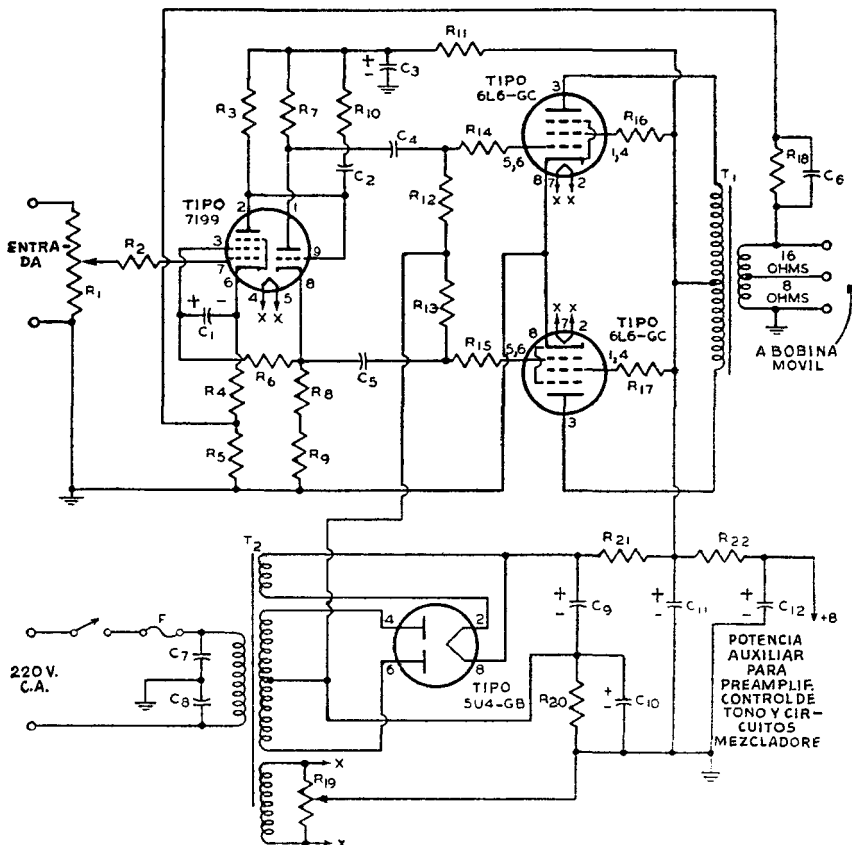 R11
+
-
C3
TIPO
6L6-GC
3
R3
R7
R10
R16
C4
R14
5,6
1,4
8
7
2
X X
C2
R18
C6
T1
TIPO
7199
2
1
3
9
7
6
4
5
8
X X
R12
ENTRA-
DA
R1
R2
16
OHMS
8
OHMS
+ -
C1
R13
X X
8
7
2
TIPO
6L6-GC
R6
C5
R15
5,6
1,4
R17
3
A BOBINA
MOVIL
R4
R8
R5
R9
T2
R21
R22
F
4
2
+
-
C9
+
-
C11
+
-
C12
+B
220 V.
C.A.
C7
C8
6
8
TIPO
5U4-GB
R20
+
-
C10
POTENCIA
AUXILIAR
PARA
PREAMPLIF.
CONTROL DE
TONO Y CIR-
CUITOS
MEZCLADORE
X
R19
X